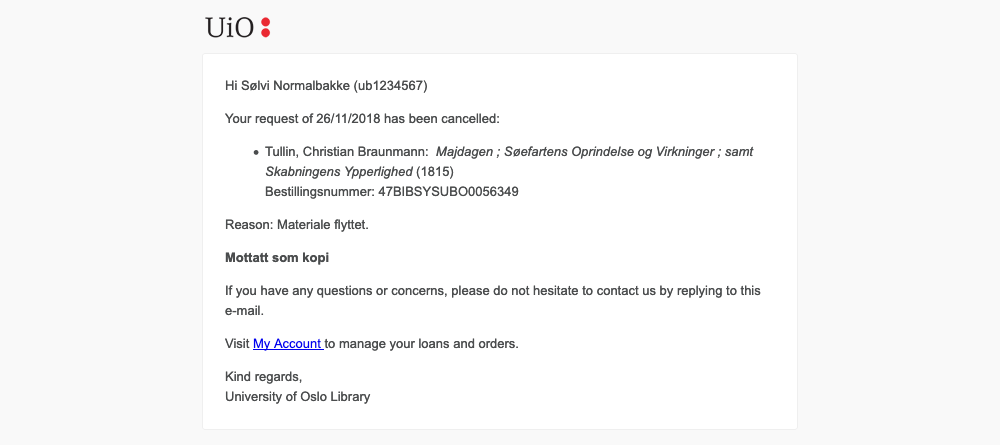 UiO
Hi Sølvi Normalbakke (ub1234567)
Your request of 26/11/2018 has been cancelled:
• Tullin, Christian Braunmann: Majdagen ; Søefartens Oprindelse og Virkninger ; samt
Skabningens Ypperlighed (1815)
Bestillingsnummer: 47BIBSYSUBO0056349
Reason: Materiale flyttet.
Mottatt som kopi
If you have any questions or concerns, please do not hesitate to contact us by replying to this
e-mail.
Visit My Account to manage your loans and orders.
Kind regards,
University of Oslo Library